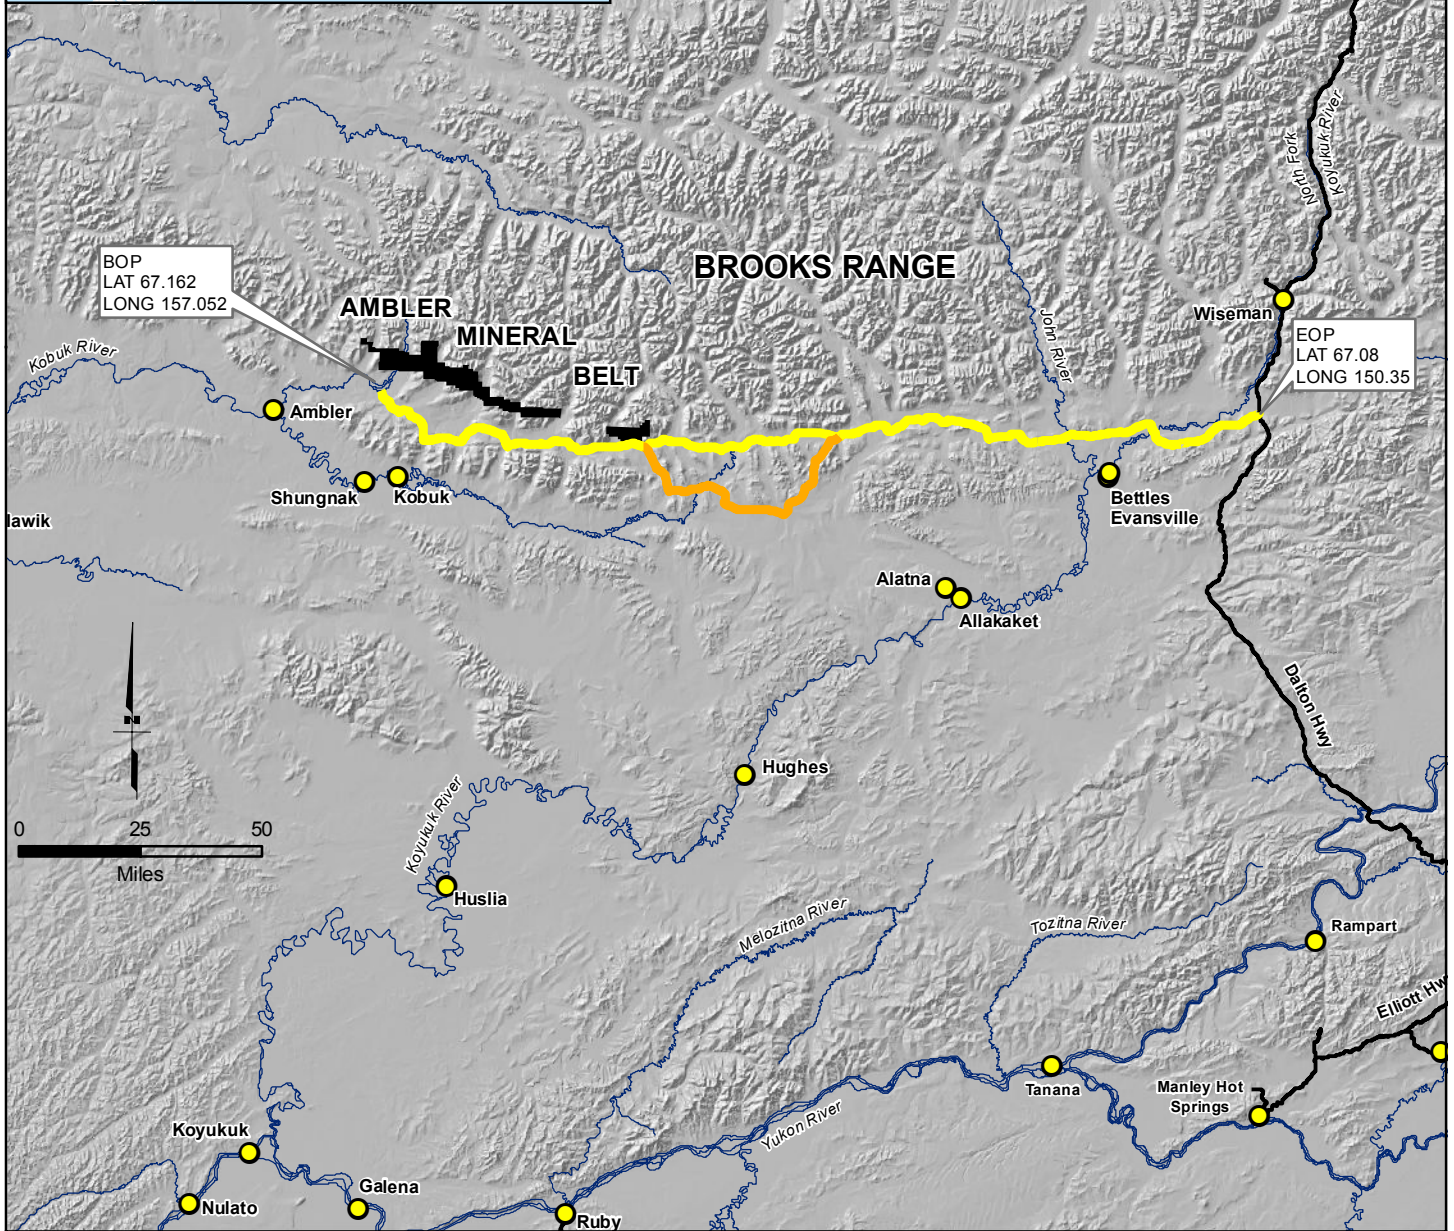 North Fork
Koyukuk River
BROOKS RANGE
BOP
LAT 67.162
LONG 157.052
AMBLER
MINERAL
BELT
Wiseman
John River
EOP
LAT 67.08
LONG 150.35
Kobuk River
Ambler
Shungnak
Kobuk
Bettles
Evansville
lawik
Alatna
Allakaket
N
Dalton Hwy
Hughes
0 25 50
Miles
Koyukuk River
Huslia
Melozitna River
Tozitna River
Rampart
Elliott Hw
Tanana
Manley Hot
Springs
Yukon River
Koyukuk
Galena
Nulato
Ruby